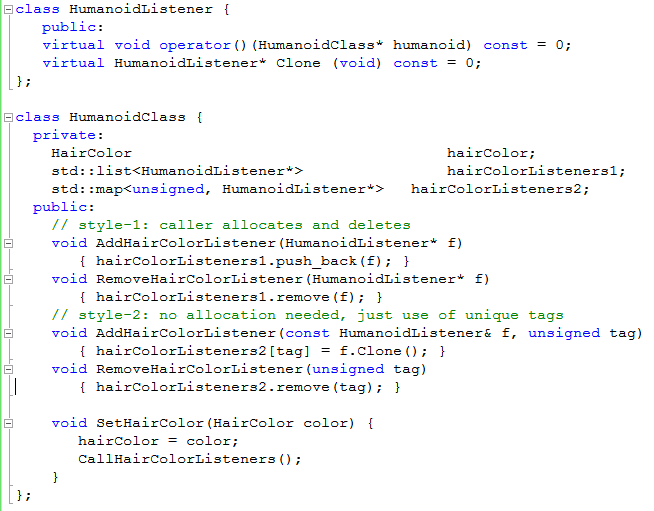 class HumanoidListener {
public:
virtual void operator()(HumanoidClass* humanoid) const = 0;
virtual HumanoidListener* Clone (void) const = 0;
};
class HumanoidClass {
private:
HairColor hairColor;
std::list<HumanoidListener*> hairColorListeners1;
std::map<unsigned, HumanoidListener*> hairColorListeners2;
public:
// style-1: caller allocates and deletes
void AddHairColorListener(HumanoidListener* f)
{ hairColorListeners1.push_back(f); }
void RemoveHairColorListener(HumanoidListener* f)
{ hairColorListeners1.remove(f); }
// style-2: no allocation needed, just use of unique tags
void AddHairColorListener(const HumanoidListener& f, unsigned tag)
{ hairColorListeners2[tag] = f.Clone(); }
void RemoveHairColorListener(unsigned tag)
{ hairColorListeners2.remove(tag); }
void SetHairColor(HairColor color) {
hairColor = color;
CallHairColorListeners();
}
};